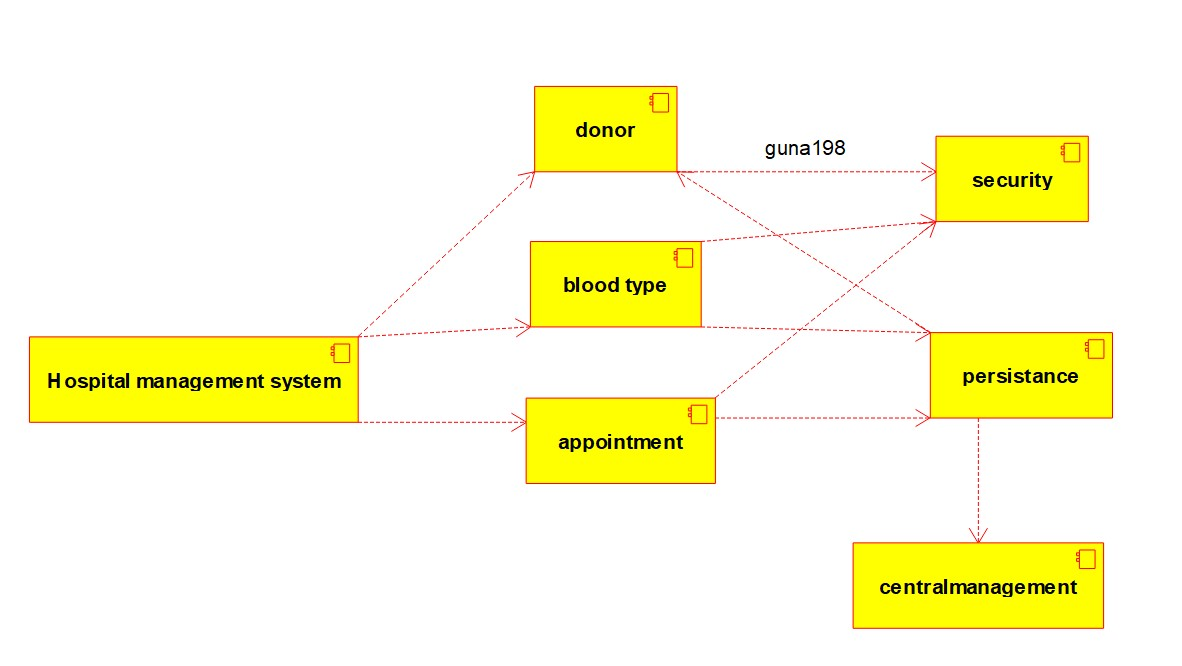 donor
guna198
security
blood type
Hospital management system
persistance
appointment
centralmanagement